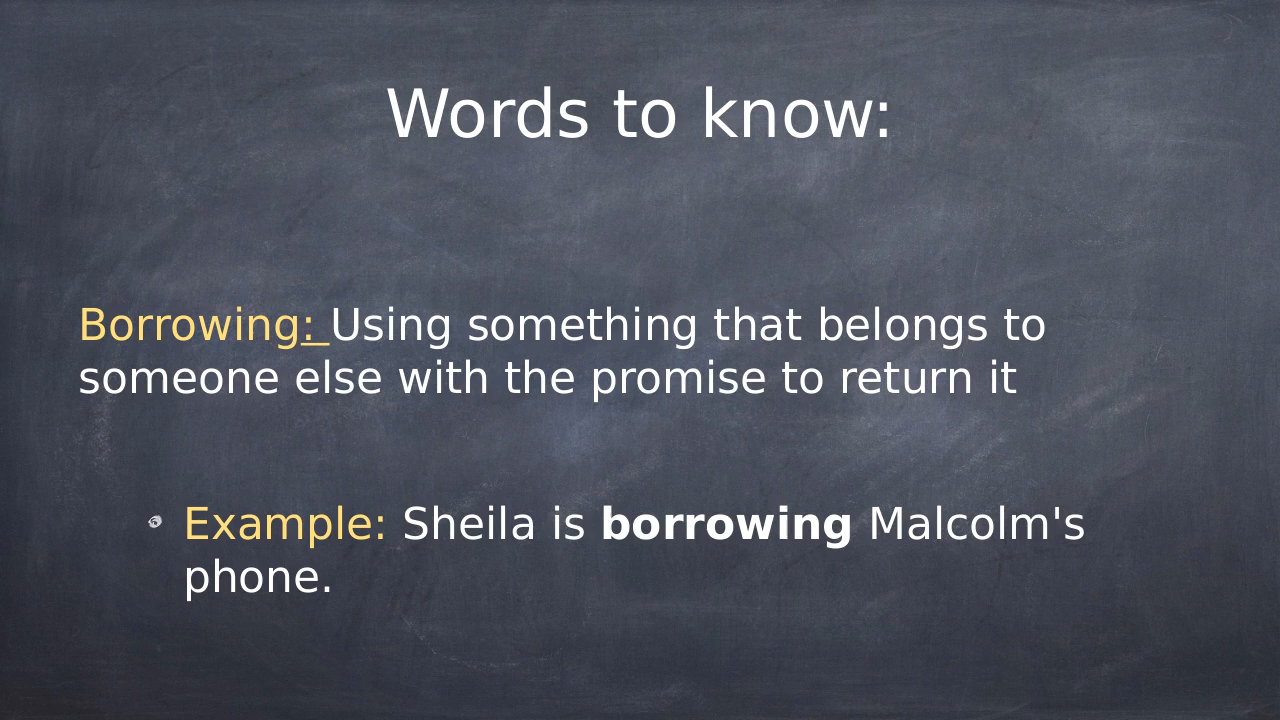 Words to know:
Borrowing: Using something that belongs to
someone else with the promise to return it
Example: Sheila is borrowing Malcolm's
phone.